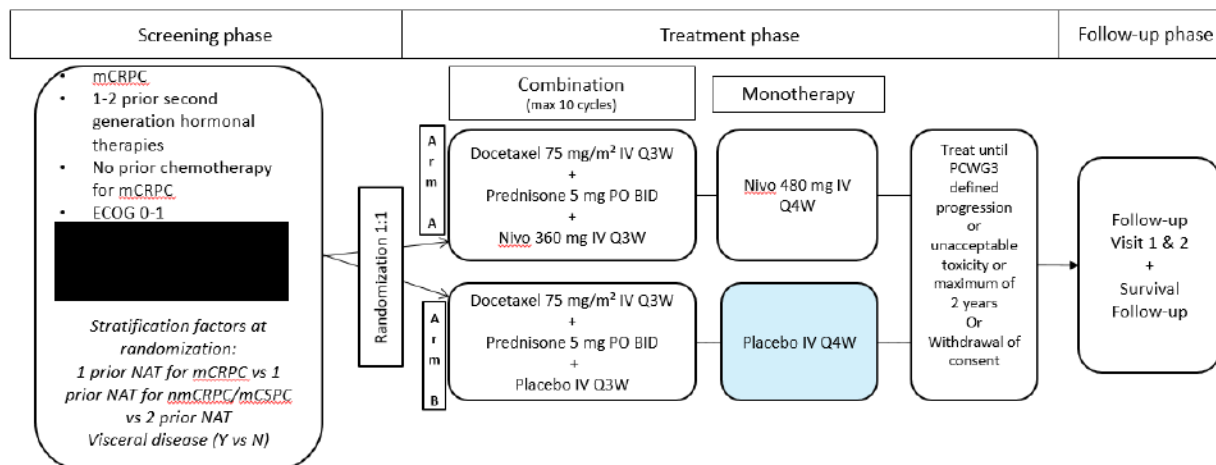 Screening phase
Treatment phase
Follow-up phase
• mCRPC
• 1-2 prior second
generation hormonal
therapies
• No prior chemotherapy
for mCRPC
• ECOG 0-1
Stratification factors at
randomization:
1 prior NAT for mCRPC vs 1
prior NAT for nmCRPC/mCSPC
vs 2 prior NAT
Visceral disease (Y vs N)
Randomization 1:1
Combination
(max 10 cycles)
Monotherapy
Arm A
Docetaxel 75 mg/m² IV Q3W
+
Prednisone 5 mg PO BID
+
Nivo 360 mg IV Q3W
Nivo 480 mg IV
Q4W
Arm B
Docetaxel 75 mg/m² IV Q3W
+
Prednisone 5 mg PO BID
+
Placebo IV Q3W
Placebo IV Q4W
Treat until
PCWG3
defined
progression
or
unacceptable
toxicity or
maximum of
2 years
Or
Withdrawal of
consent
Follow-up
Visit 1 & 2
+
Survival
Follow-up